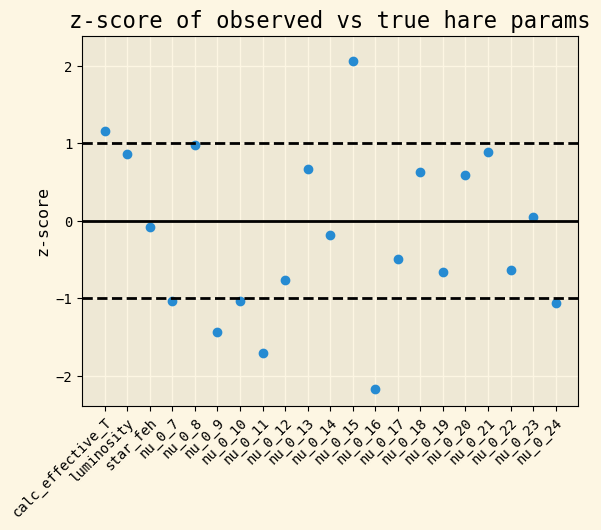 z-score of observed vs true hare params
z-score
2
1
0
−1
−2
calc_effective_T
luminosity
star_feh
nu_0_7
nu_0_8
nu_0_9
nu_0_10
nu_0_11
nu_0_12
nu_0_13
nu_0_14
nu_0_15
nu_0_16
nu_0_17
nu_0_18
nu_0_19
nu_0_20
nu_0_21
nu_0_22
nu_0_23
nu_0_24